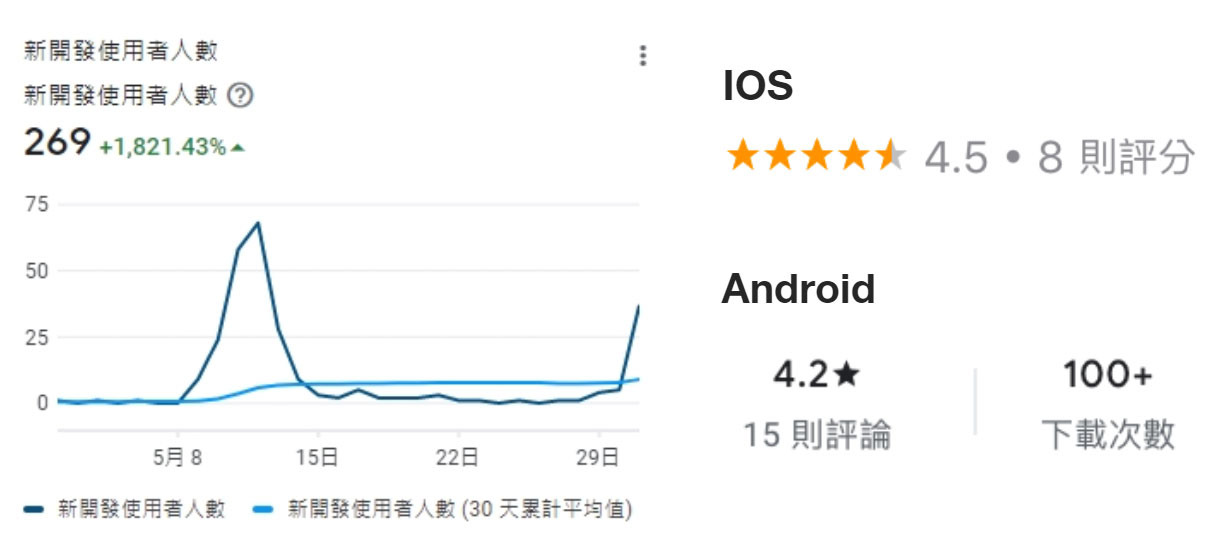 新開發使用者人數
新開發使用者人數 ?
269 +1,821.43%
75
50
25
0
5月 8
15日
22日
29日
新開發使用者人數
新開發使用者人數 (30 天累計平均值)
IOS
4.5 • 8 則評分
Android
4.2★
15 則評論
100+
下載次數